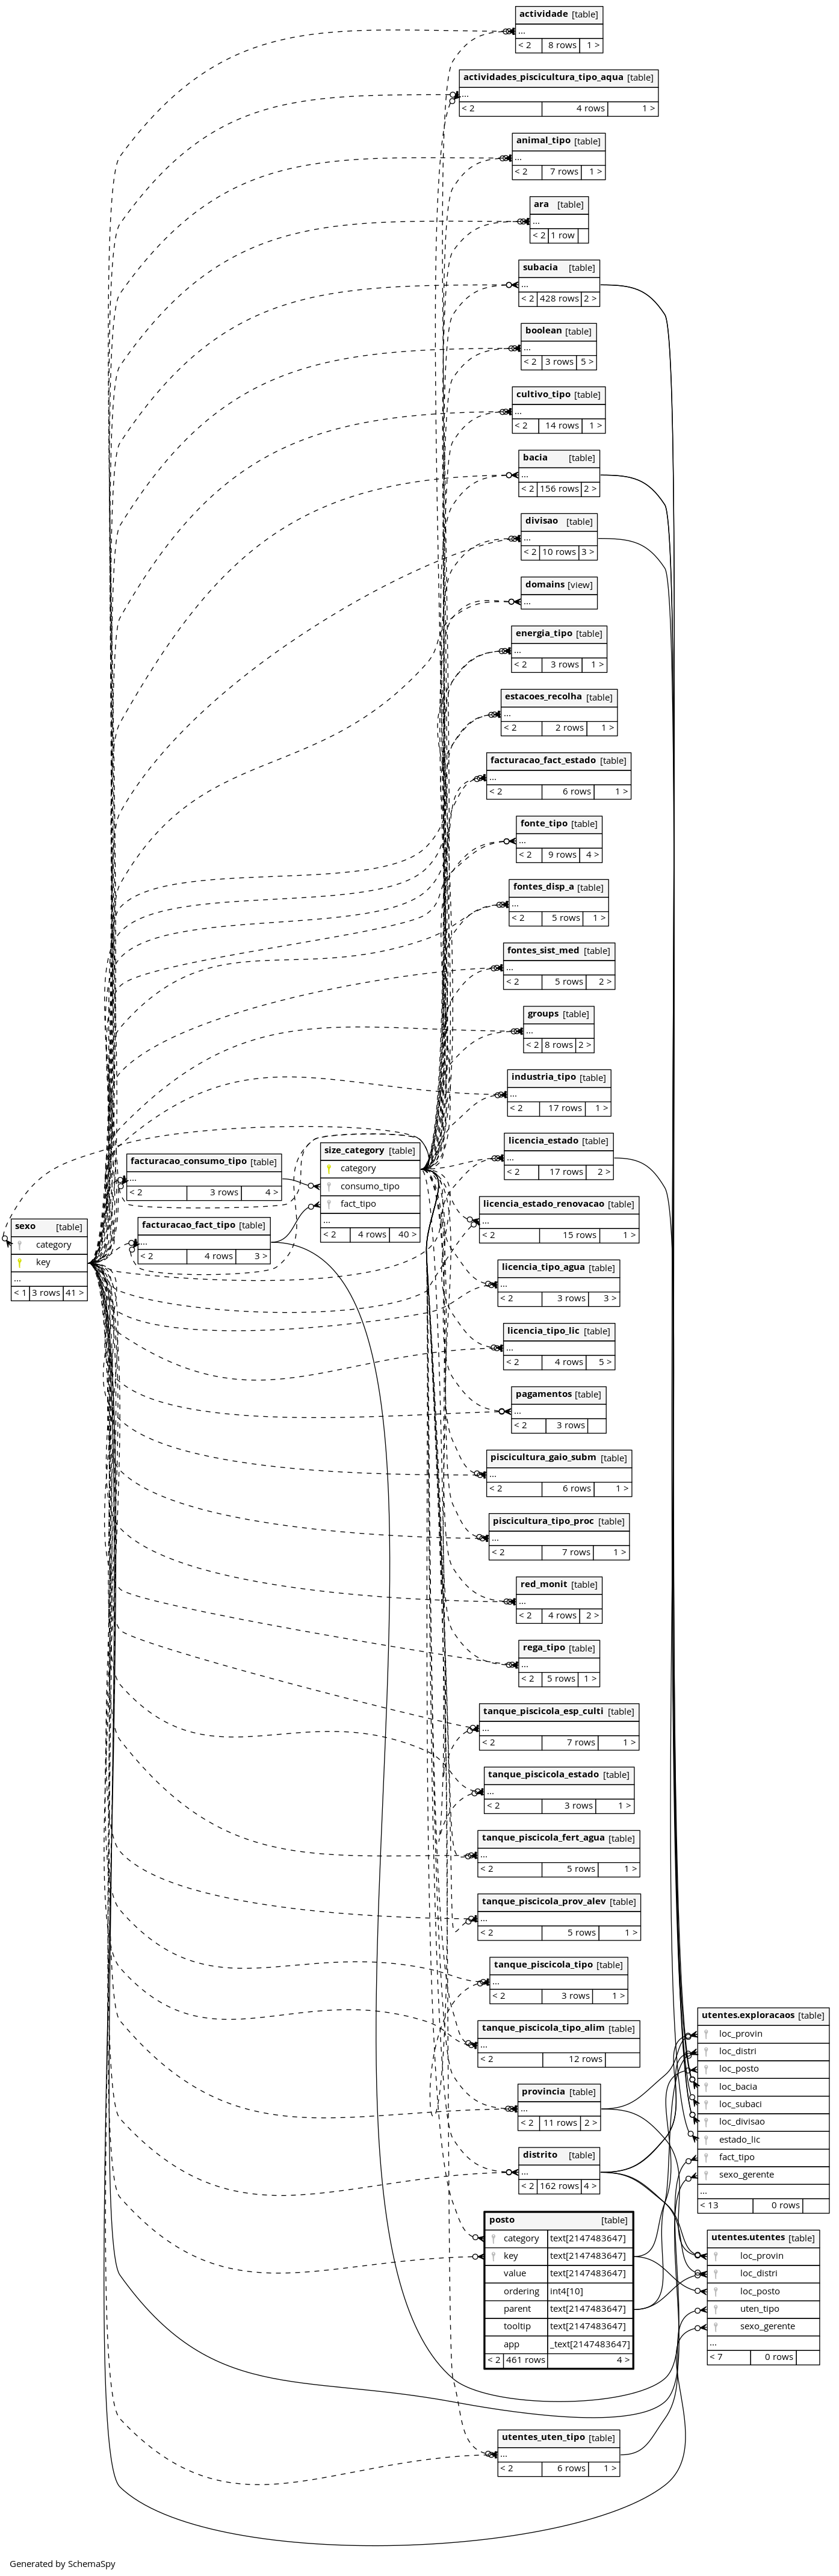 actividade [table]
...
< 2 8 rows 1 >
actividades_piscicultura_tipo_aqua [table]
...
< 2 4 rows 1 >
animal_tipo [table]
...
< 2 7 rows 1 >
ara [table]
...
< 2 1 row
subacia [table]
...
< 2 428 rows 2 >
boolean [table]
...
< 2 3 rows 5 >
cultivo_tipo [table]
...
< 2 14 rows 1 >
bacia [table]
...
< 2 156 rows 2 >
divisao [table]
...
< 2 10 rows 3 >
domains [view]
...
energia_tipo [table]
...
< 2 3 rows 1 >
estacoes_recolha [table]
...
< 2 2 rows 1 >
facturacao_fact_estado [table]
...
< 2 6 rows 1 >
fonte_tipo [table]
...
< 2 9 rows 4 >
fontes_disp_a [table]
...
< 2 5 rows 1 >
fontes_sist_med [table]
...
< 2 5 rows 2 >
groups [table]
...
< 2 8 rows 2 >
industria_tipo [table]
...
< 2 17 rows 1 >
licencia_estado [table]
...
< 2 17 rows 2 >
size_category [table]
category
consumo_tipo
fact_tipo
...
< 2 4 rows 40 >
facturacao_consumo_tipo [table]
...
< 2 3 rows 4 >
facturacao_fact_tipo [table]
...
< 2 4 rows 3 >
sexo [table]
category
key
...
< 1 3 rows 41 >
licencia_estado_renovacao [table]
...
< 2 15 rows 1 >
licencia_tipo_agua [table]
...
< 2 3 rows 3 >
licencia_tipo_lic [table]
...
< 2 4 rows 5 >
pagamentos [table]
...
< 2 3 rows
piscicultura_gaio_subm [table]
...
< 2 6 rows 1 >
piscicultura_tipo_proc [table]
...
< 2 7 rows 1 >
red_monit [table]
...
< 2 4 rows 2 >
rega_tipo [table]
...
< 2 5 rows 1 >
tanque_piscicola_esp_culti [table]
...
< 2 7 rows 1 >
tanque_piscicola_estado [table]
...
< 2 3 rows 1 >
tanque_piscicola_fert_agua [table]
...
< 2 5 rows 1 >
tanque_piscicola_prov_alev [table]
...
< 2 5 rows 1 >
tanque_piscicola_tipo [table]
...
< 2 3 rows 1 >
tanque_piscicola_tipo_alim [table]
...
< 2 12 rows
provincia [table]
...
< 2 11 rows 2 >
distrito [table]
...
< 2 162 rows 4 >
utentes.exploracaos [table]
loc_provin
loc_distri
loc_posto
loc_bacia
loc_subaci
loc_divisao
estado_lic
fact_tipo
sexo_gerente
...
< 13 0 rows
posto [table]
category text[2147483647]
key text[2147483647]
value text[2147483647]
ordering int4[10]
parent text[2147483647]
tooltip text[2147483647]
app _text[2147483647]
< 2 461 rows 4 >
utentes.utentes [table]
loc_provin
loc_distri
loc_posto
uten_tipo
sexo_gerente
...
< 7 0 rows
utentes_uten_tipo [table]
...
< 2 6 rows 1 >
Generated by SchemaSpy